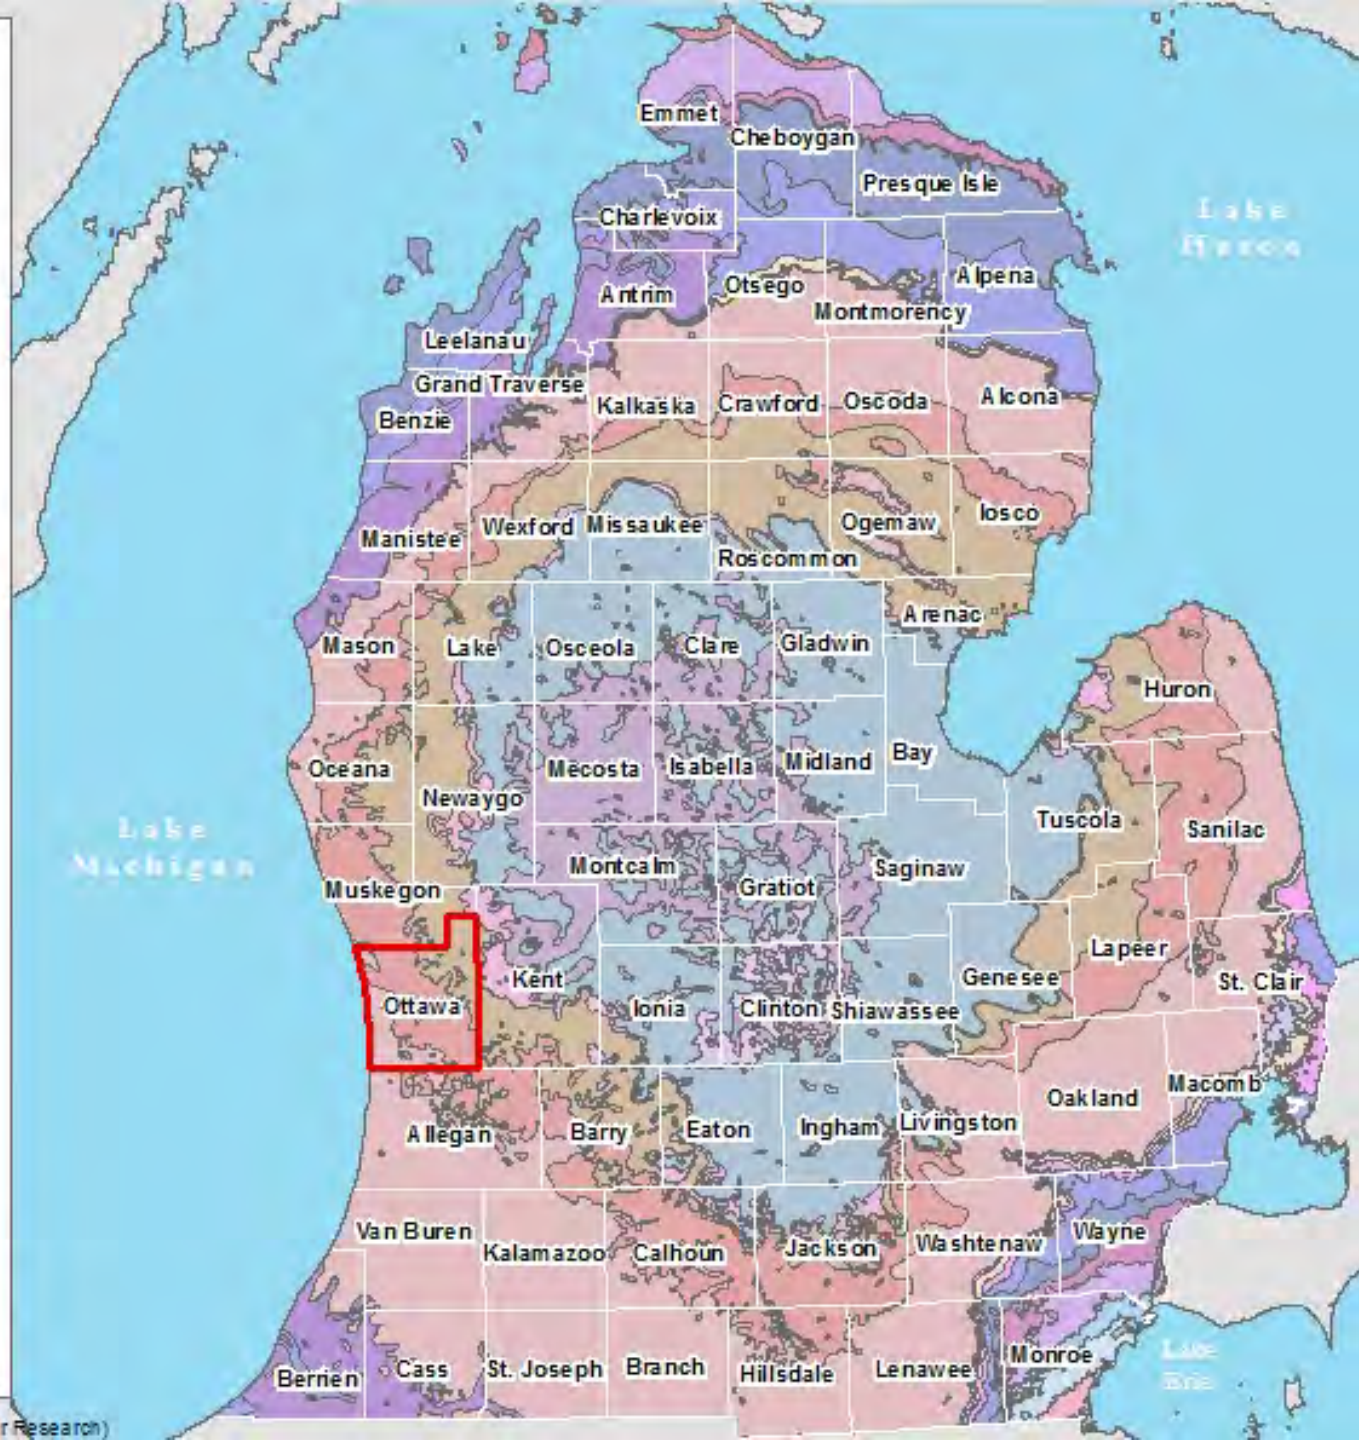 Emmet
Cheboygan
Presque Isle
Lake
Huron
Charlevoix
Alpena
Otsego
Antrim
Montmorency
Leelanau
Grand Traverse
Alcona
Kalkaska
Crawford
Oscoda
Benzie
Iosco
Ogemaw
Missaukee
Wexford
Manistee
Roscommon
Arenac
Gladwin
Clare
Mason
Lake
Osceola
Huron
Bay
Midland
Isabella
Mecosta
Oceana
Newaygo
Tuscola
Lake
Michigan
Sanilac
Montcalm
Saginaw
Gratiot
Muskegon
Lapeer
Kent
Genesee
St. Clair
Ottawa
Ionia
Clinton
Shiawassee
Macomb
Oakland
Livingston
Allegan
Barry
Eaton
Ingham
Van Buren
Wayne
Washtenaw
Jackson
Calhoun
Kalamazoo
Lake
Erie
Monroe
Berrien
Cass
St. Joseph
Branch
Hillsdale
Lenawee
r Research)